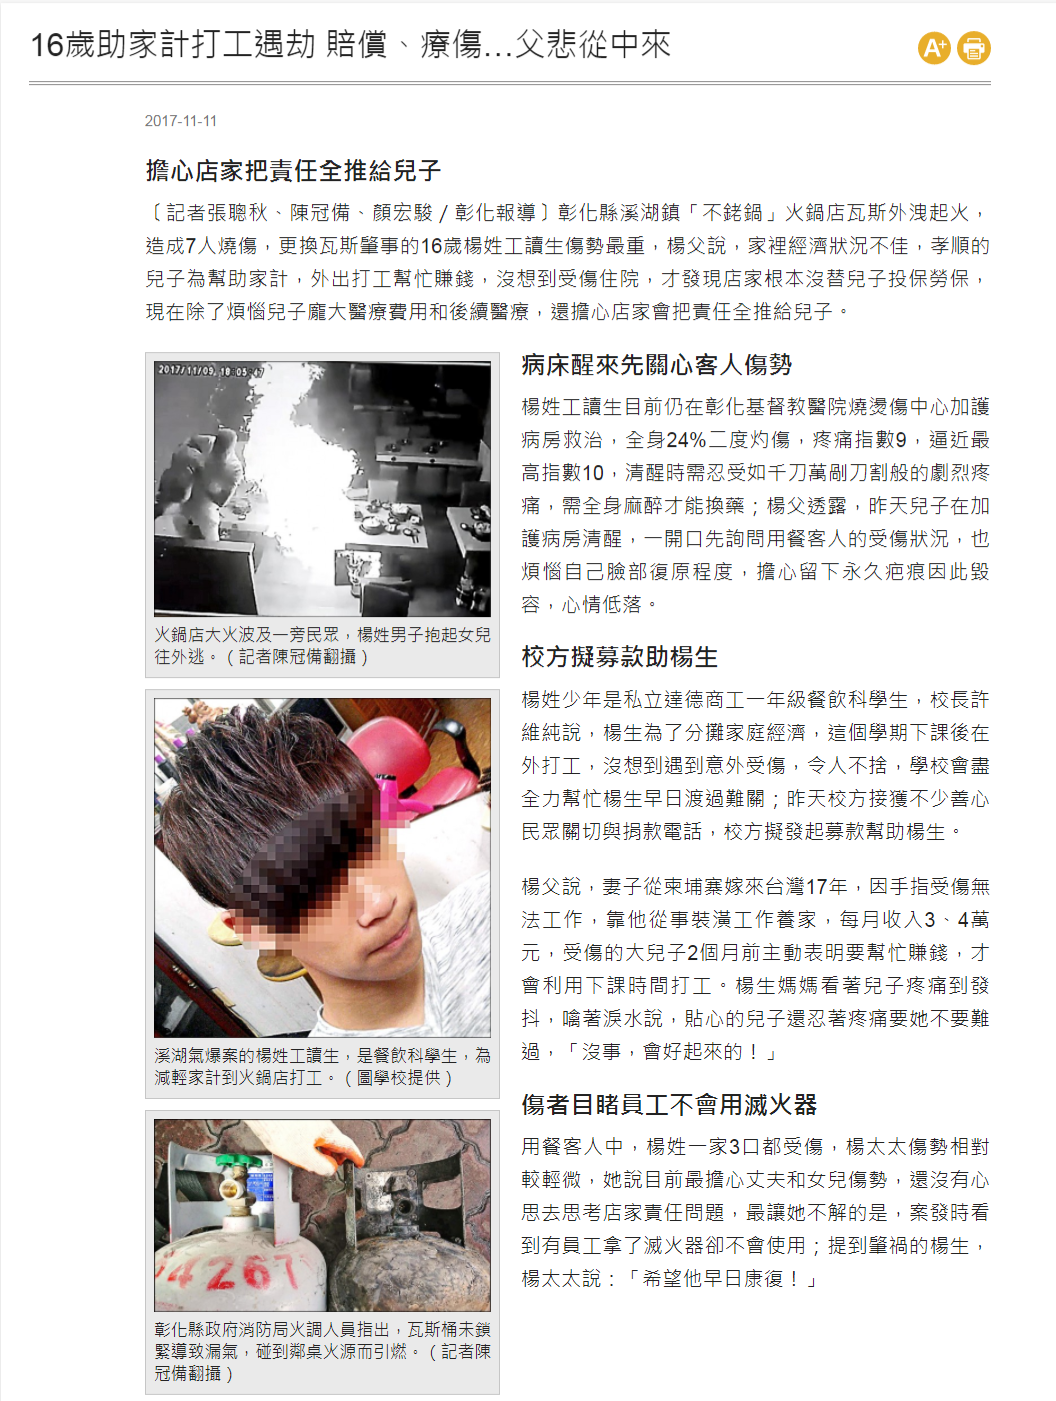 16歲助家計打工遇劫 賠償、療傷…父悲從中來
A+
2017-11-11
擔心店家把責任全推給兒子
〔記者張聰秋、陳冠備、顏宏駿／彰化報導〕彰化縣溪湖鎮「不銠鍋」火鍋店瓦斯外洩起火，
造成7人燒傷，更換瓦斯肇事的16歲楊姓工讀生傷勢最重，楊父說，家裡經濟狀況不佳，孝順的
兒子為幫助家計，外出打工幫忙賺錢，沒想到受傷住院，才發現店家根本沒替兒子投保勞保，
現在除了煩惱兒子龐大醫療費用和後續醫療，還擔心店家會把責任全推給兒子。
2017/11/09 18:05:47
火鍋店大火波及一旁民眾，楊姓男子抱起女兒
往外逃。（記者陳冠備翻攝）
溪湖氣爆案的楊姓工讀生，是餐飲科學生，為
減輕家計到火鍋店打工。（圖學校提供）
04267
彰化縣政府消防局火調人員指出，瓦斯桶未鎖
緊導致漏氣，碰到鄰桌火源而引燃。（記者陳
冠備翻攝）
病床醒來先關心客人傷勢
楊姓工讀生目前仍在彰化基督教醫院燒燙傷中心加護
病房救治，全身24%二度灼傷，疼痛指數9，逼近最
高指數10，清醒時需忍受如千刀萬剮刀割般的劇烈疼
痛，需全身麻醉才能換藥；楊父透露，昨天兒子在加
護病房清醒，一開口先詢問用餐客人的受傷狀況，也
煩惱自己臉部復原程度，擔心留下永久疤痕因此毀
容，心情低落。
校方擬募款助楊生
楊姓少年是私立達德商工一年級餐飲科學生，校長許
維純說，楊生為了分攤家庭經濟，這個學期下課後在
外打工，沒想到遇到意外受傷，令人不捨，學校會盡
全力幫忙楊生早日渡過難關；昨天校方接獲不少善心
民眾關切與捐款電話，校方擬發起募款幫助楊生。
楊父說，妻子從柬埔寨嫁來台灣17年，因手指受傷無
法工作，靠他從事裝潢工作養家，每月收入3、4萬
元，受傷的大兒子2個月前主動表明要幫忙賺錢，才
會利用下課時間打工。楊生媽媽看著兒子疼痛到發
抖，噙著淚水說，貼心的兒子還忍著疼痛要她不要難
過，「沒事，會好起來的！」
傷者目睹員工不會用滅火器
用餐客人中，楊姓一家3口都受傷，楊太太傷勢相對
較輕微，她說目前最擔心丈夫和女兒傷勢，還沒有心
思去思考店家責任問題，最讓她不解的是，案發時看
到有員工拿了滅火器卻不會使用；提到肇禍的楊生，
楊太太說：「希望他早日康復！」